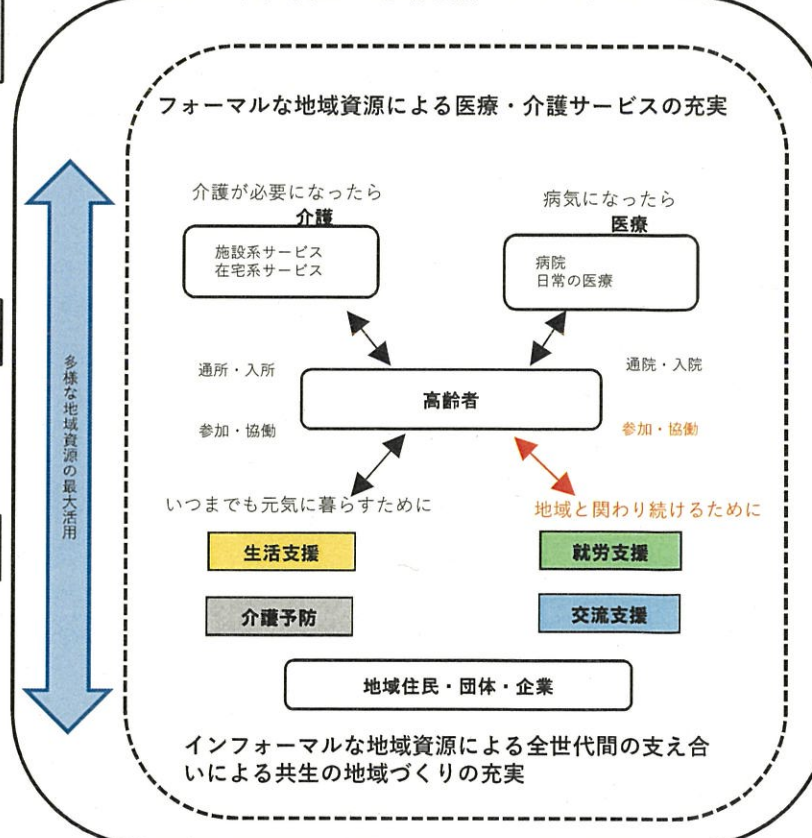 フォーマルな地域資源による医療・介護サービスの充実
介護が必要になったら
介護
施設系サービス
在宅系サービス
病気になったら
医療
病院
日常の医療
多様な地域資源の最大活用
通所・入所
通院・入院
高齢者
参加・協働
参加・協働
いつまでも元気に暮らすために
地域と関わり続けるために
生活支援
就労支援
介護予防
交流支援
地域住民・団体・企業
インフォーマルな地域資源による全世代間の支え合
いによる共生の地域づくりの充実